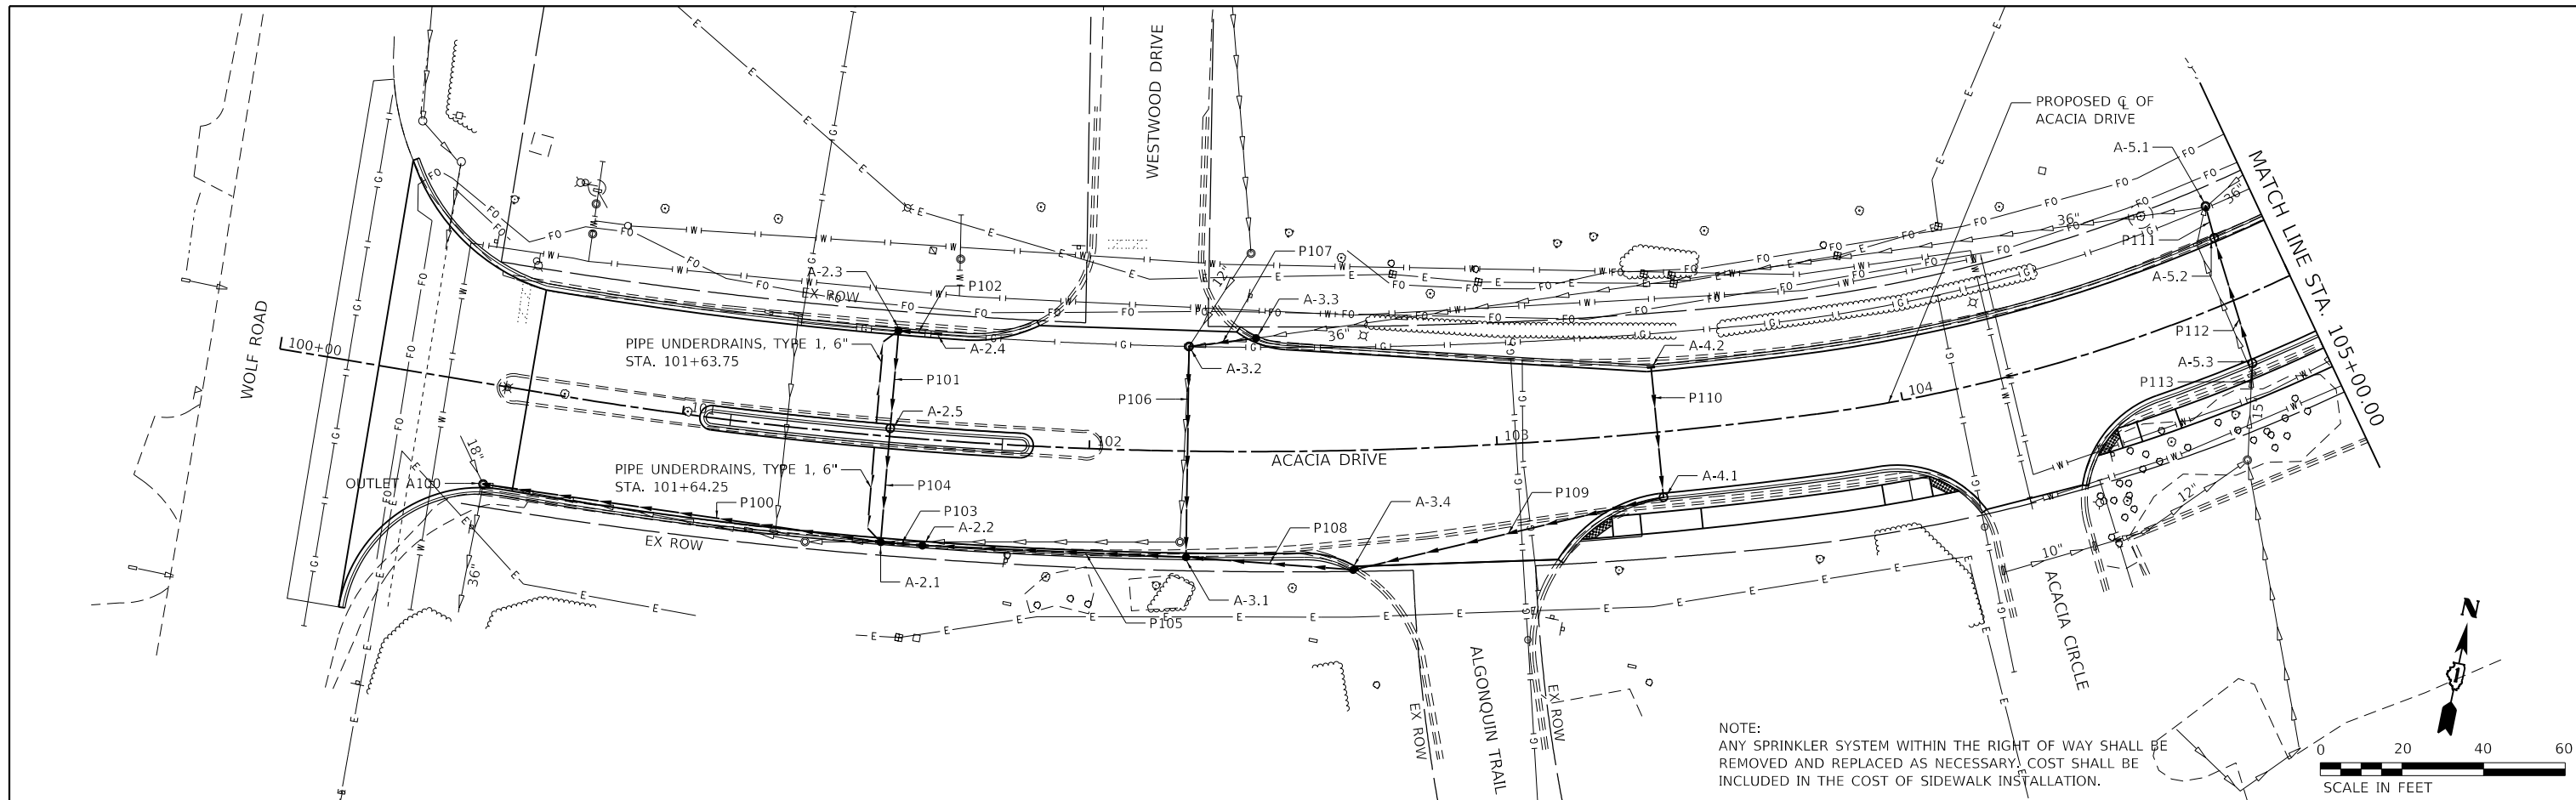 PROPOSED ℄ OF
ACACIA DRIVE
A-5.1
MATCH LINE STA. 105+00.00
36"
36"
P111
A-5.2
P112
A-5.3
P113
15"
12"
10"
WESTWOOD DRIVE
12"
P107
A-3.3
36"
A-3.2
A-4.2
P110
A-4.1
P106
A-2.3
P102
EX ROW
A-2.4
P101
A-2.5
PIPE UNDERDRAINS, TYPE 1, 6"
STA. 101+63.75
WOLF ROAD
100+00
102
103
104
ACACIA DRIVE
PIPE UNDERDRAINS, TYPE 1, 6"
STA. 101+64.25
18"
OUTLET A100
P100
P104
P103
A-2.2
A-2.1
EX ROW
36"
P105
A-3.1
P108
A-3.4
P109
EX ROW
ALGONQUIN TRAIL
EX ROW
ACACIA CIRCLE
NOTE:
ANY SPRINKLER SYSTEM WITHIN THE RIGHT OF WAY SHALL BE
REMOVED AND REPLACED AS NECESSARY. COST SHALL BE
INCLUDED IN THE COST OF SIDEWALK INSTALLATION.
N
0 20 40 60
SCALE IN FEET